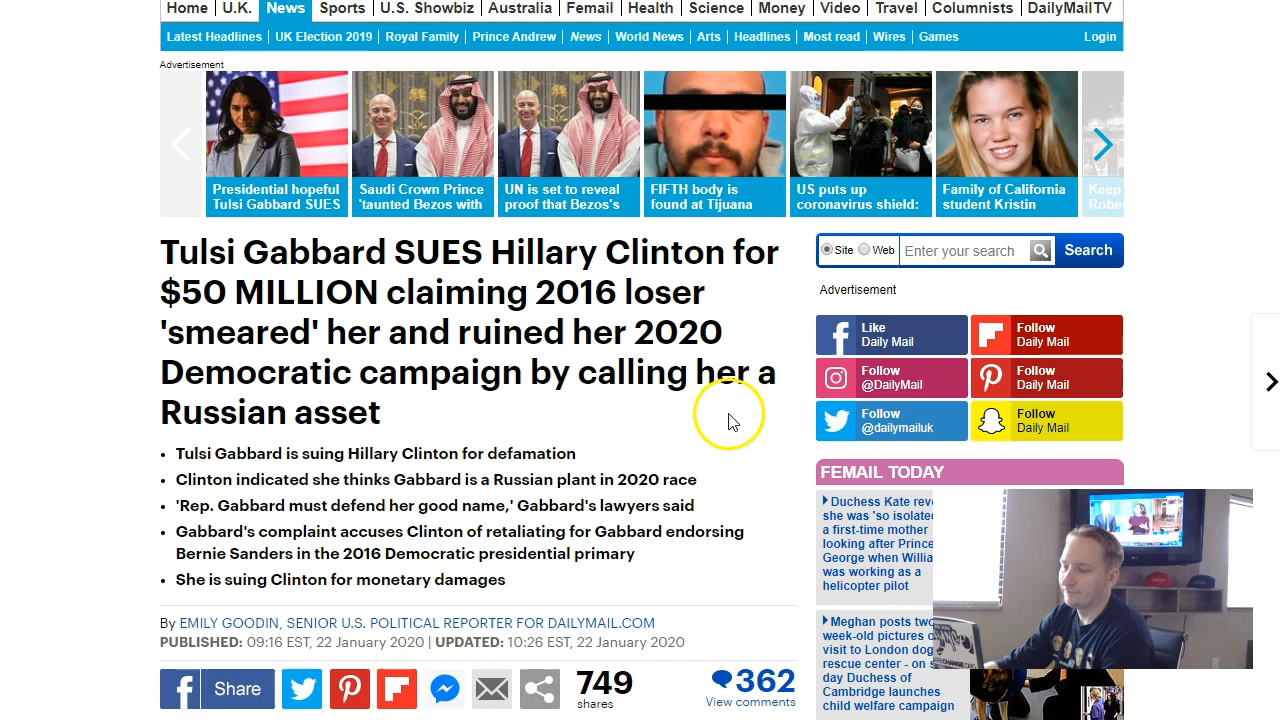 Home U.K. News Sports U.S. Showbiz Australia Femail Health Science Money Video Travel Columnists DailyMailTV
Latest Headlines UK Election 2019 Royal Family Prince Andrew News World News Arts Headlines Most read Wires Games Login
Advertisement
Presidential hopeful
Tulsi Gabbard SUES
Saudi Crown Prince
'taunted Bezos with
UN is set to reveal
proof that Bezos's
FIFTH body is
found at Tijuana
US puts up
coronavirus shield:
Family of California
student Kristin
Keep
Robe
Tulsi Gabbard SUES Hillary Clinton for
$50 MILLION claiming 2016 loser
'smeared' her and ruined her 2020
Democratic campaign by calling her a
Russian asset
• Tulsi Gabbard is suing Hillary Clinton for defamation
• Clinton indicated she thinks Gabbard is a Russian plant in 2020 race
• 'Rep. Gabbard must defend her good name,' Gabbard's lawyers said
• Gabbard's complaint accuses Clinton of retaliating for Gabbard endorsing
Bernie Sanders in the 2016 Democratic presidential primary
• She is suing Clinton for monetary damages
By EMILY GOODIN, SENIOR U.S. POLITICAL REPORTER FOR DAILYMAIL.COM
PUBLISHED: 09:16 EST, 22 January 2020 | UPDATED: 10:26 EST, 22 January 2020
Share
749
shares
362
View comments
Site Web Enter your search Search
Advertisement
Like
Daily Mail
Follow
Daily Mail
Follow
@DailyMail
Follow
Daily Mail
Follow
@dailymailuk
Follow
Daily Mail
FEMAIL TODAY
Duchess Kate reve
she was 'so isolate
a first-time mother
looking after Prince
George when Willia
was working as a
helicopter pilot
Meghan posts two
week-old pictures o
visit to London dog
rescue center - on s
day Duchess of
Cambridge launches
child welfare campaign